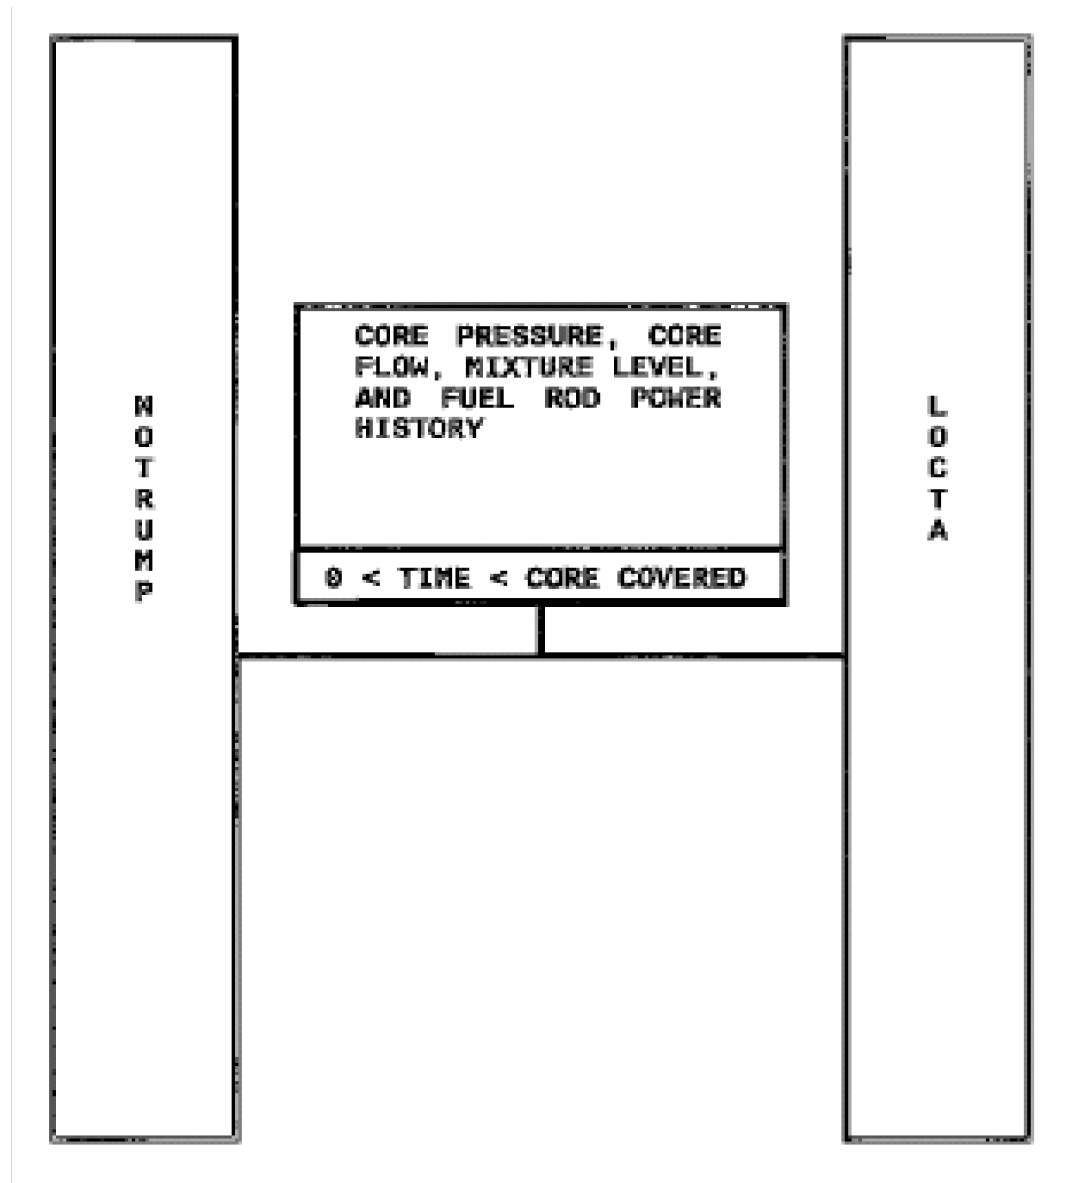 NOTRUMP
CORE PRESSURE, CORE
FLOW, MIXTURE LEVEL,
AND FUEL ROD POWER
HISTORY
0 < TIME < CORE COVERED
LOCTA